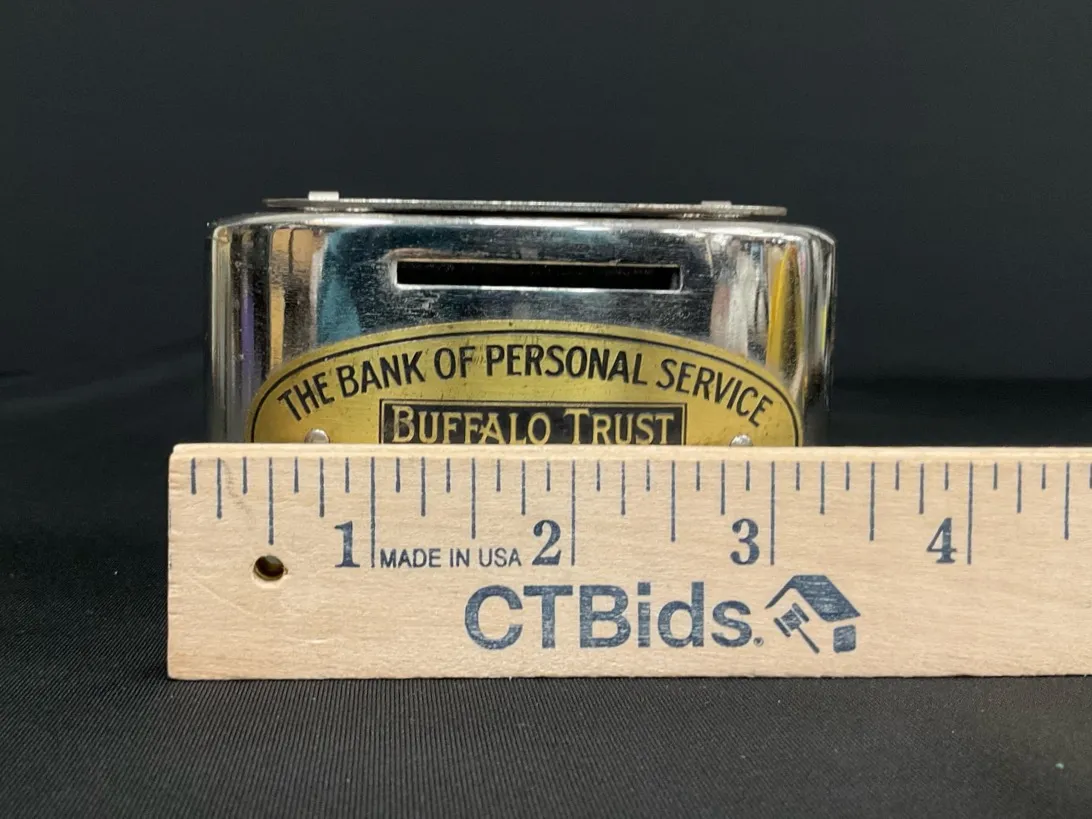 THE BANK OF PERSONAL SERVICE
BUFFALO TRUST
1 2 3 4
MADE IN USA
CTBids.